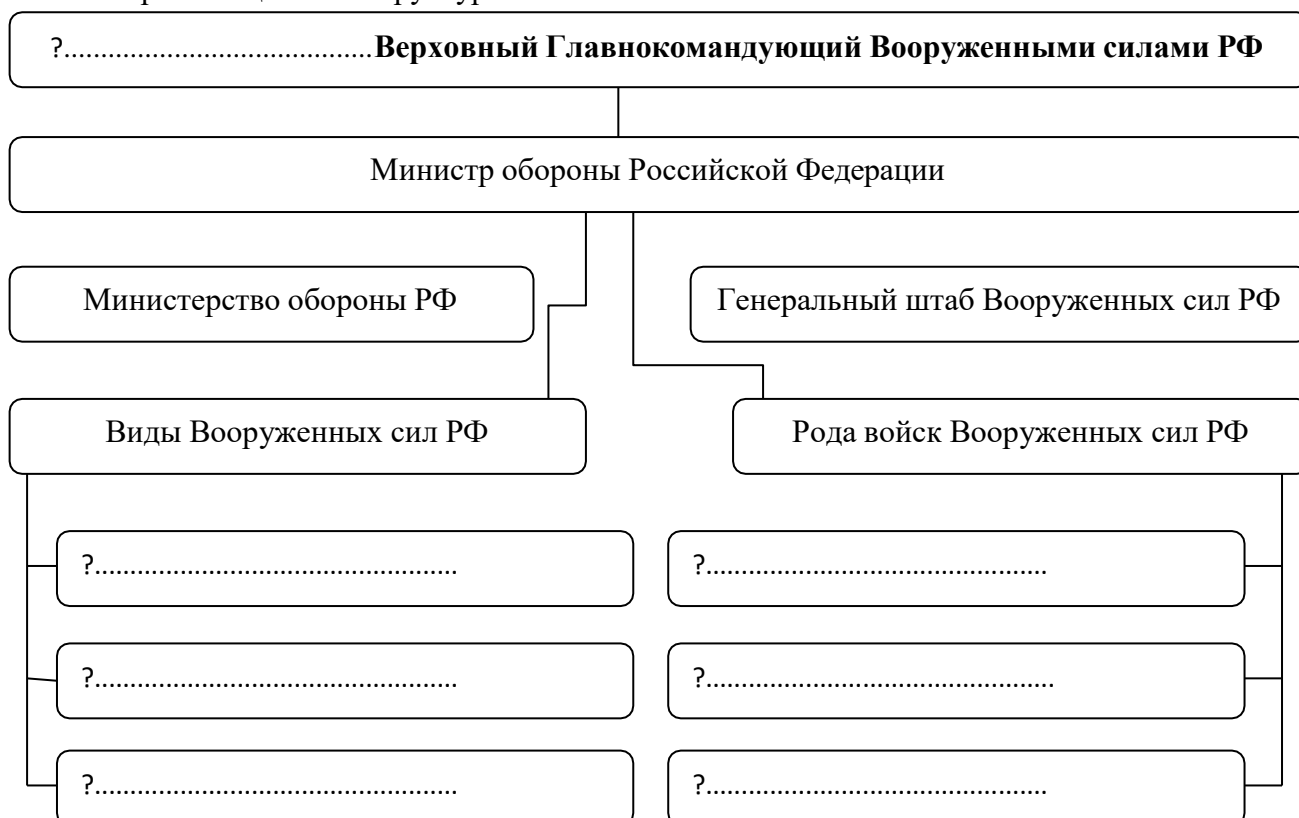 ?.......................................Верховный Главнокомандующий Вооруженными силами РФ
Министр обороны Российской Федерации
Министерство обороны РФ
Генеральный штаб Вооруженных сил РФ
Виды Вооруженных сил РФ
Рода войск Вооруженных сил РФ
?..................................................
?...............................................
?..................................................
?................................................
?..................................................
?...............................................